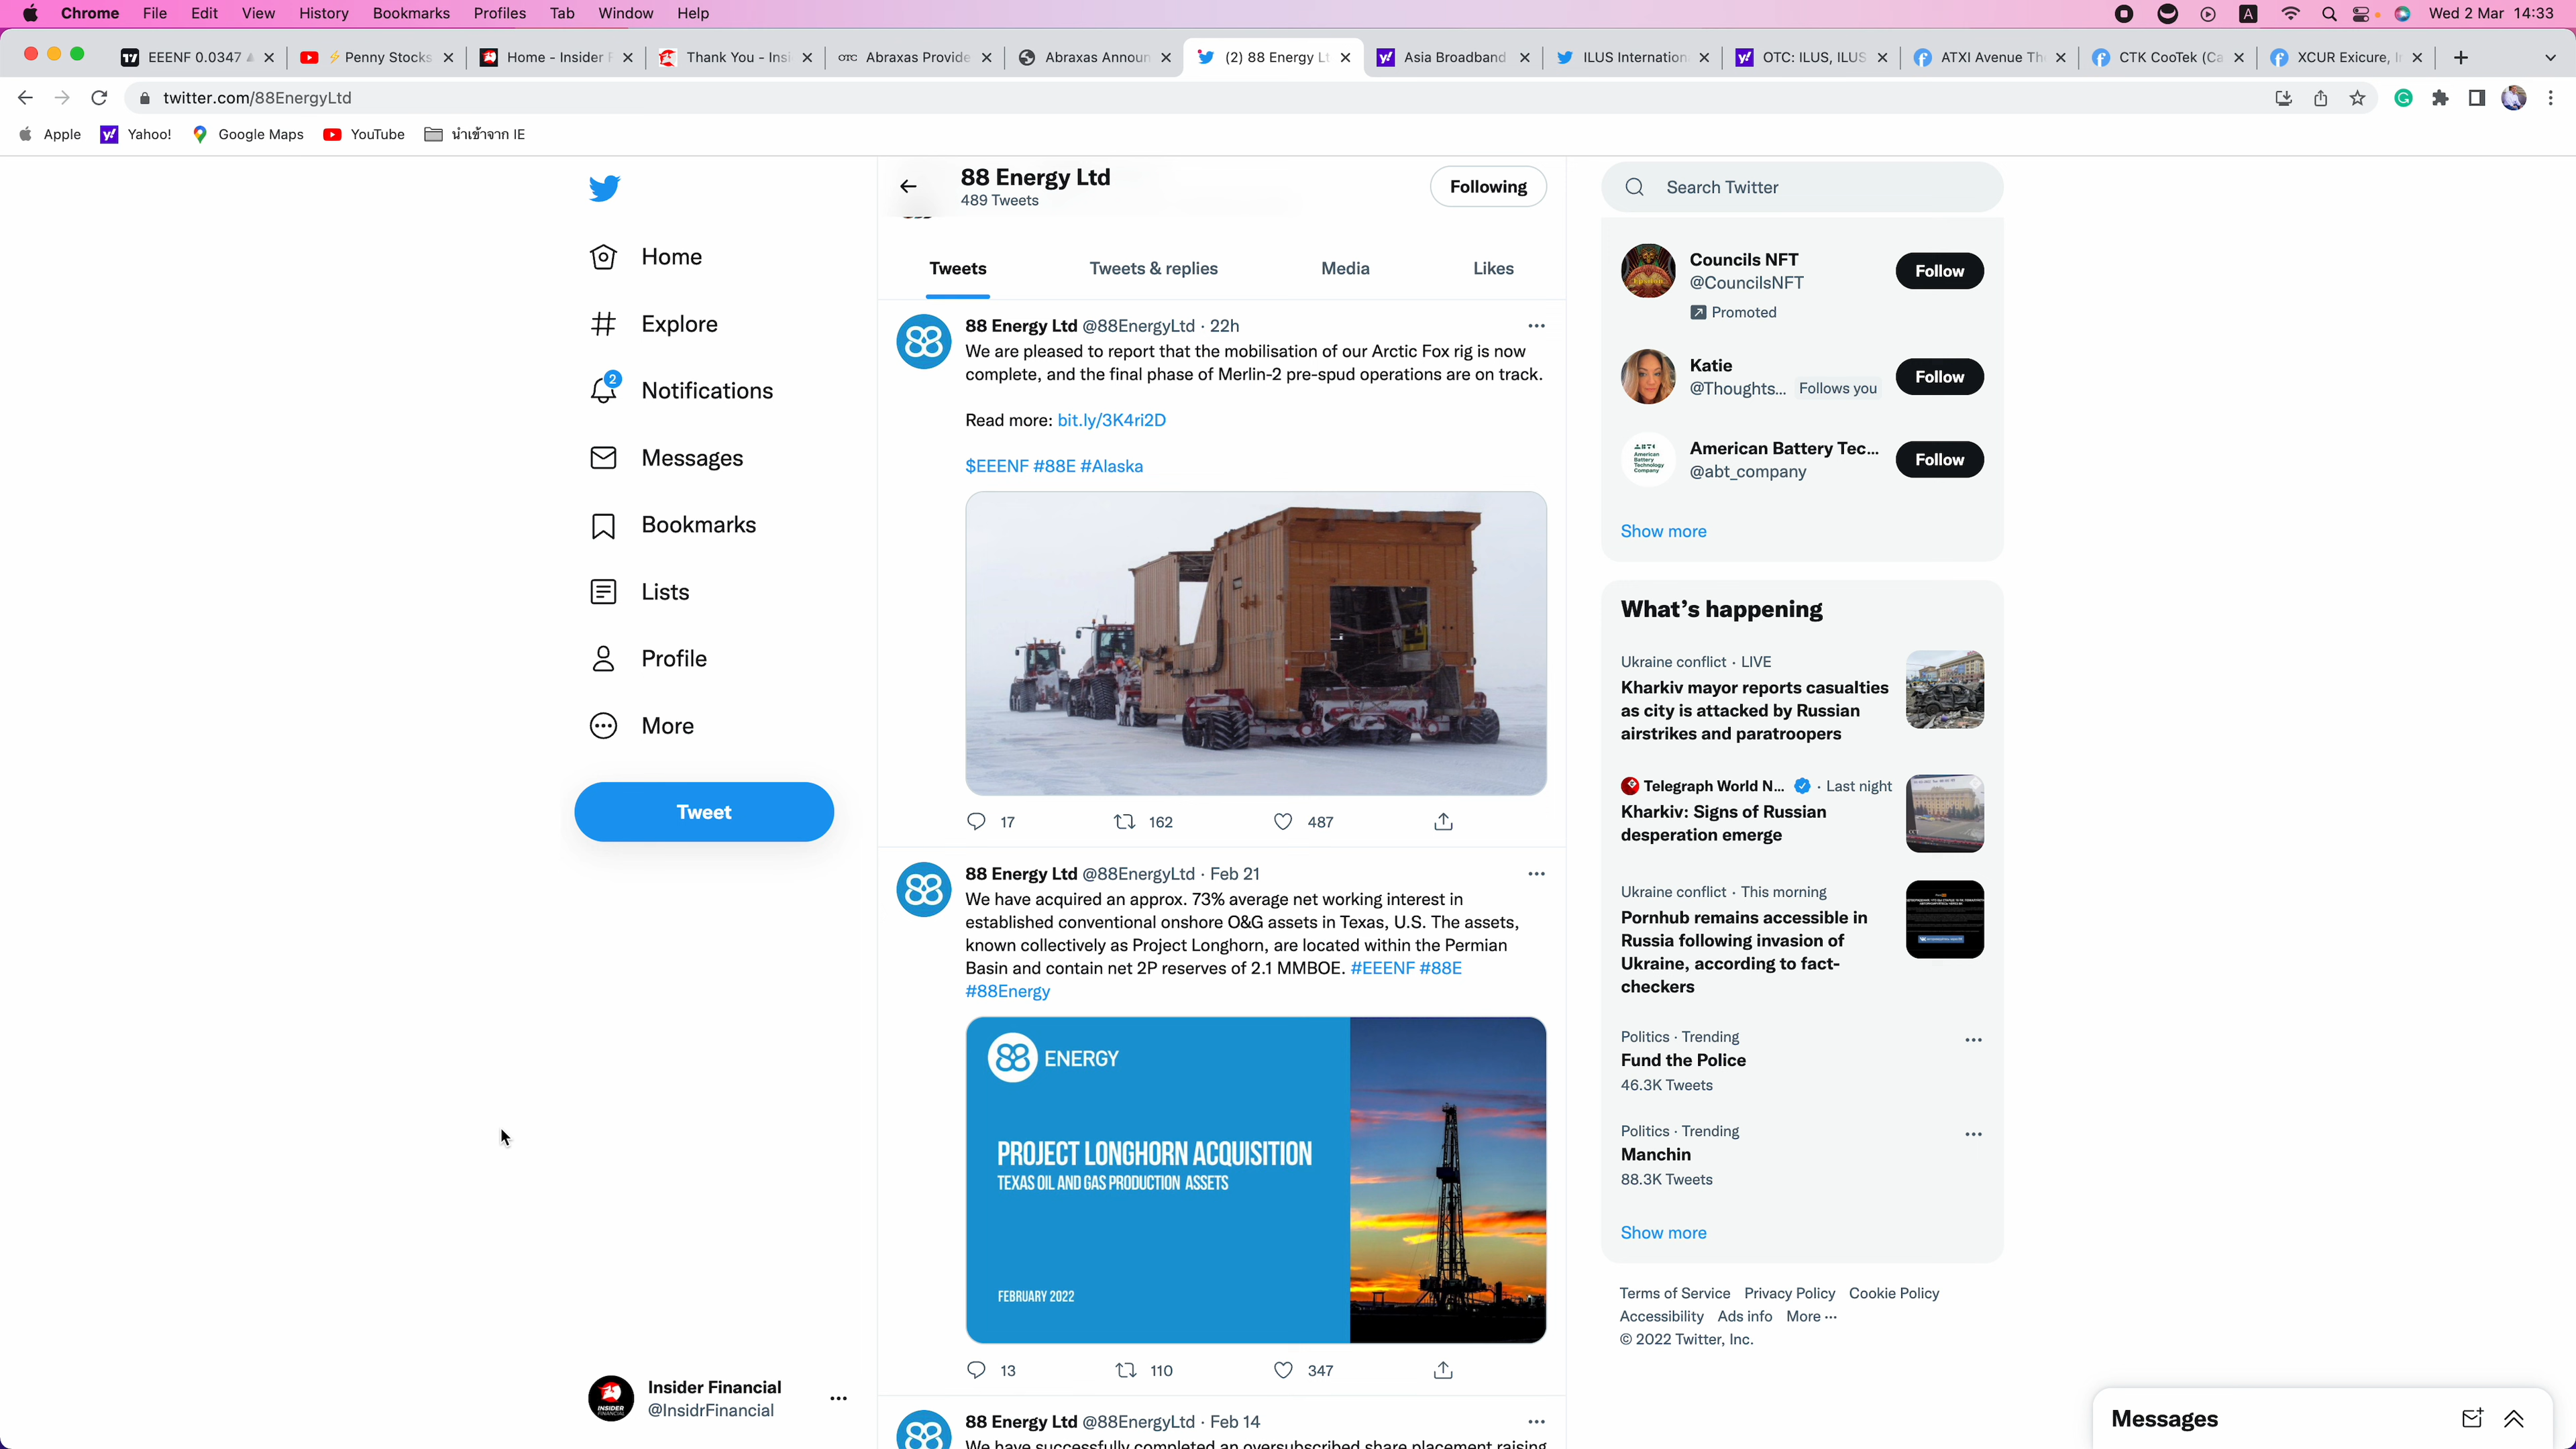 Chrome File Edit View History Bookmarks Profiles Tab Window Help
A Wed 2 Mar 14:33
EEENF 0.0347
Penny Stocks
Home - Insider F
Thank You - Insi
Abraxas Provide
Abraxas Announ
(2) 88 Energy Lt
Asia Broadband
ILUS Internation
OTC: ILUS, ILUS
ATXI Avenue Th
CTK CooTek (Ca
XCUR Exicure, I
twitter.com/88EnergyLtd
Apple Yahoo! Google Maps YouTube นำเข้าจาก IE
Home
Explore
2
Notifications
Messages
Bookmarks
Lists
Profile
More
Tweet
Insider Financial
@InsidrFinancial
88 Energy Ltd
489 Tweets
Following
Tweets Tweets & replies Media Likes
88 Energy Ltd @88EnergyLtd · 22h
We are pleased to report that the mobilisation of our Arctic Fox rig is now
complete, and the final phase of Merlin-2 pre-spud operations are on track.
Read more: bit.ly/3K4ri2D
$EEENF #88E #Alaska
17 162 487
88 Energy Ltd @88EnergyLtd · Feb 21
We have acquired an approx. 73% average net working interest in
established conventional onshore O&G assets in Texas, U.S. The assets,
known collectively as Project Longhorn, are located within the Permian
Basin and contain net 2P reserves of 2.1 MMBOE. #EEENF #88E
#88Energy
88 ENERGY
PROJECT LONGHORN ACQUISITION
TEXAS OIL AND GAS PRODUCTION ASSETS
FEBRUARY 2022
13 110 347
88 Energy Ltd @88EnergyLtd · Feb 14
We have successfully completed an oversubscribed share placement raising
Search Twitter
Councils NFT
@CouncilsNFT
Promoted
Follow
Katie
@Thoughts... Follows you
Follow
American Battery Technology Company
American Battery Tec...
@abt_company
Follow
Show more
What's happening
Ukraine conflict · LIVE
Kharkiv mayor reports casualties
as city is attacked by Russian
airstrikes and paratroopers
Telegraph World N... · Last night
Kharkiv: Signs of Russian
desperation emerge
Ukraine conflict · This morning
Pornhub remains accessible in
Russia following invasion of
Ukraine, according to fact-
checkers
Politics · Trending
Fund the Police
46.3K Tweets
Politics · Trending
Manchin
88.3K Tweets
Show more
Terms of Service Privacy Policy Cookie Policy
Accessibility Ads info More ···
© 2022 Twitter, Inc.
Messages